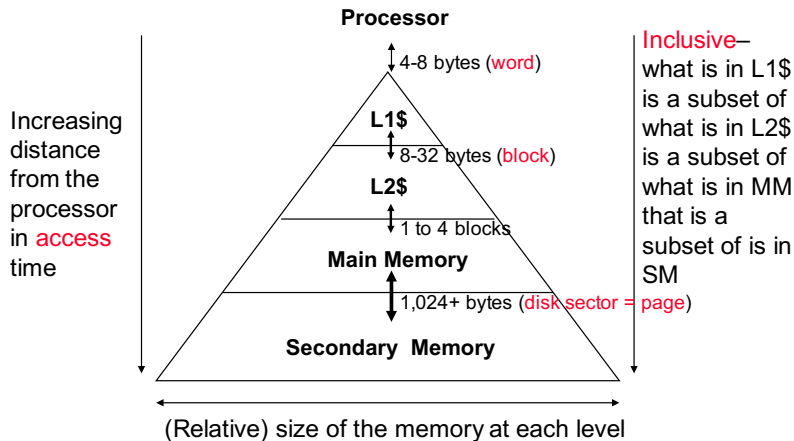 Processor
4-8 bytes (word)
Increasing
distance
from the
processor
in access
time
L1$
8-32 bytes (block)
L2$
1 to 4 blocks
Main Memory
1,024+ bytes (disk sector = page)
Secondary Memory
Inclusive–
what is in L1$
is a subset of
what is in L2$
is a subset of
what is in MM
that is a
subset of is in
SM
(Relative) size of the memory at each level